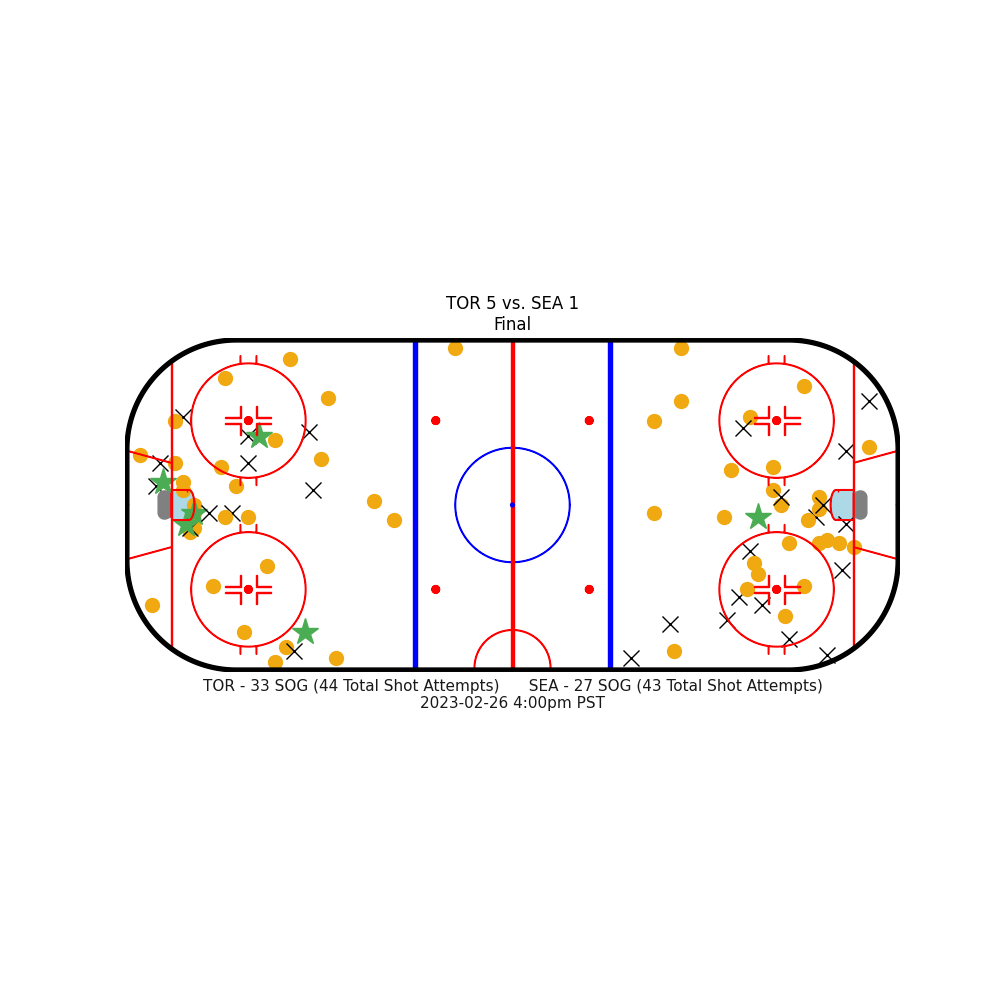 TOR 5 vs. SEA 1
Final
TOR - 33 SOG (44 Total Shot Attempts) SEA - 27 SOG (43 Total Shot Attempts)
2023-02-26 4:00pm PST